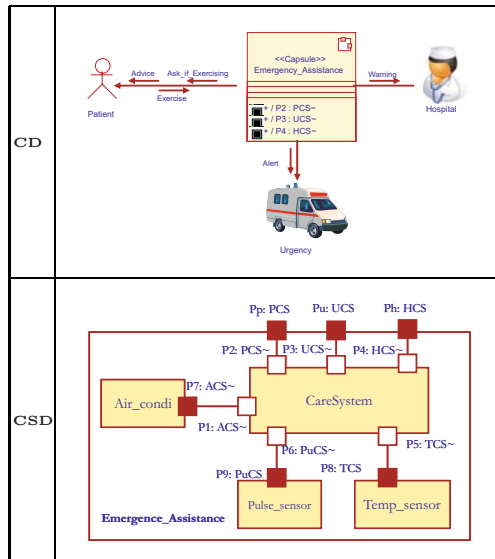 CD
<<Capsule>>
Emergency_Assistance
Advice
Ask_if_Exercising
Warning
Exercise
Patient
Hospital
+ / P2 : PCS~
+ / P3 : UCS~
+ / P4 : HCS~
Alert
Urgency
CSD
Pp: PCS
Pu: UCS
Ph: HCS
P2: PCS~
P3: UCS~
P4: HCS~
P7: ACS~
Air_condi
CareSystem
P1: ACS~
P6: PuCS~
P5: TCS~
P9: PuCS
P8: TCS
Pulse_sensor
Temp_sensor
Emergence_Assistance